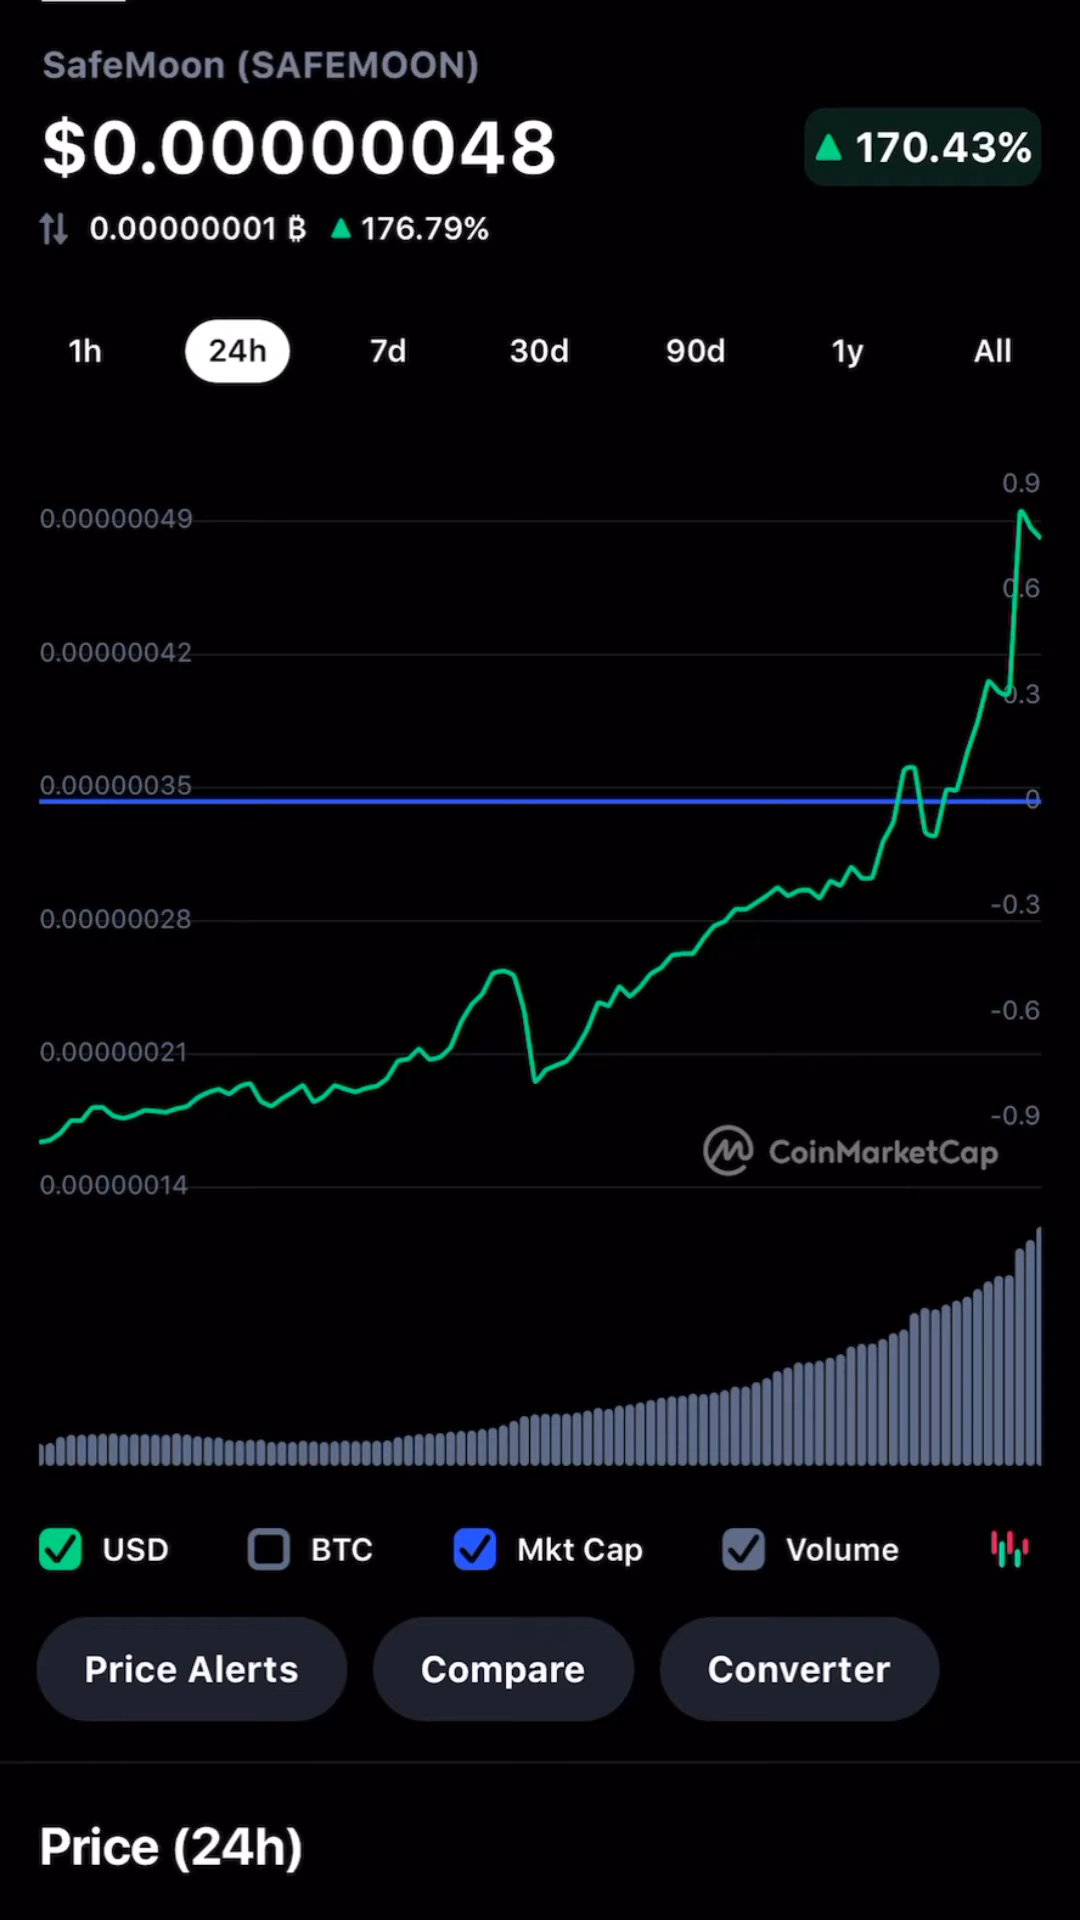 SafeMoon (SAFEMOON)
$0.00000048
170.43%
0.00000001 ₿ 176.79%
1h 24h 7d 30d 90d 1y All
0.9
0.00000049
0.6
0.00000042
0.3
0.00000035
0
0.00000028
-0.3
-0.6
0.00000021
-0.9
CoinMarketCap
0.00000014
USD BTC Mkt Cap Volume
Price Alerts Compare Converter
Price (24h)